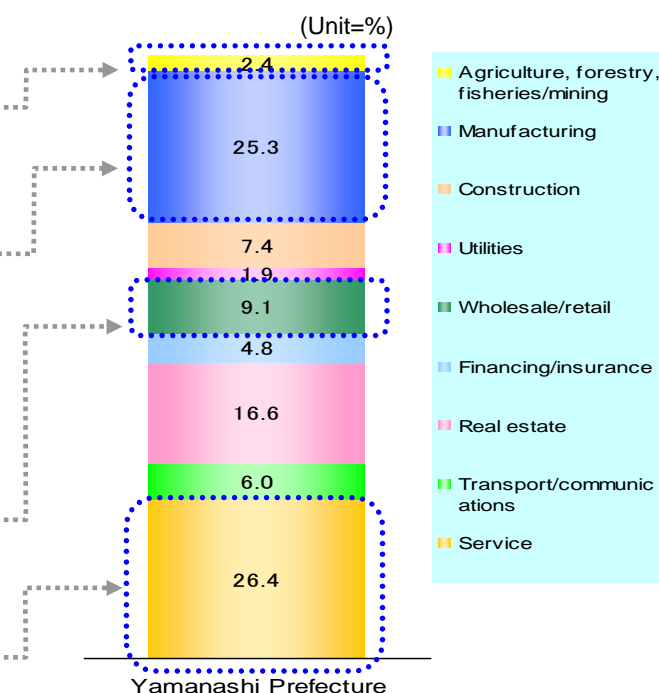 (Unit=%)
2.4
25.3
7.4
1.9
9.1
4.8
16.6
6.0
26.4
Yamanashi Prefecture
Agriculture, forestry,
fisheries/mining
Manufacturing
Construction
Utilities
Wholesale/retail
Financing/insurance
Real estate
Transport/communic
ations
Service